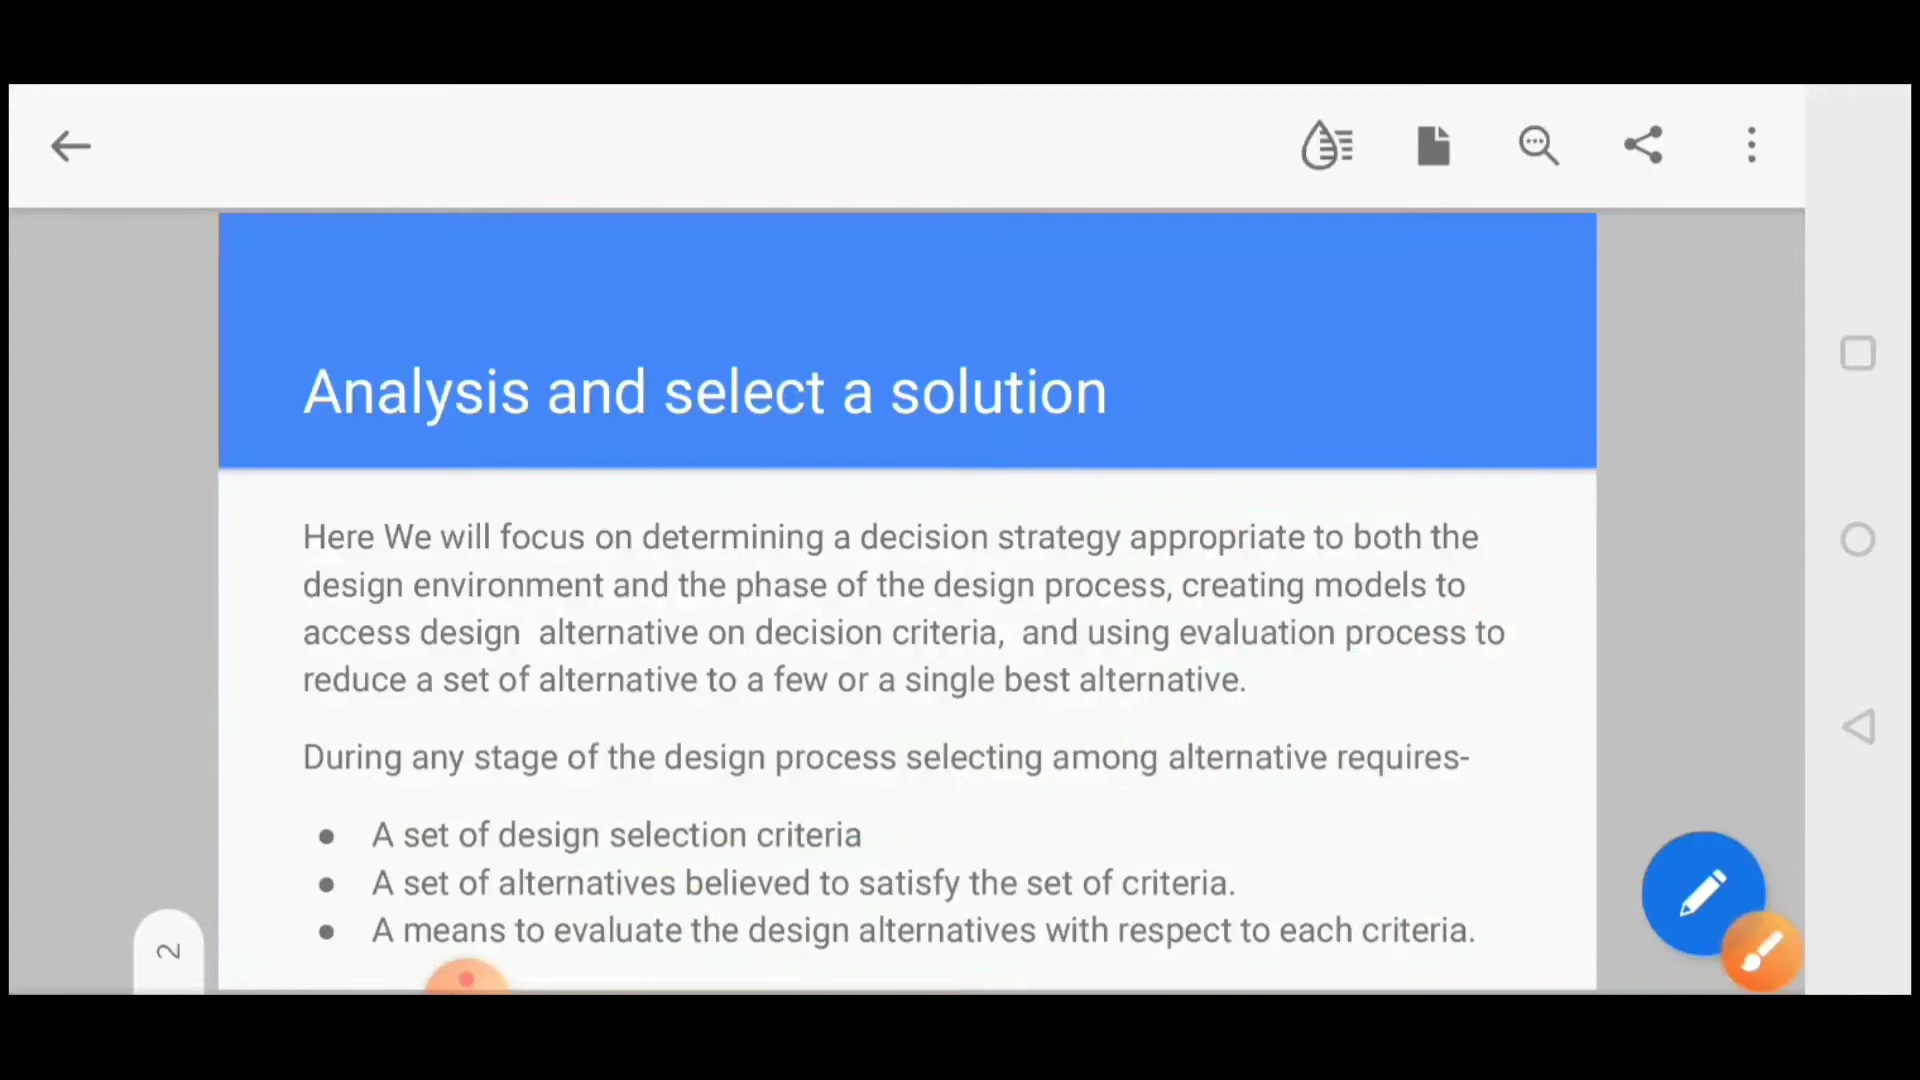 Analysis and select a solution
Here We will focus on determining a decision strategy appropriate to both the
design environment and the phase of the design process, creating models to
access design  alternative on decision criteria,  and using evaluation process to
reduce a set of alternative to a few or a single best alternative.
During any stage of the design process selecting among alternative requires-
● A set of design selection criteria
● A set of alternatives believed to satisfy the set of criteria.
● A means to evaluate the design alternatives with respect to each criteria.
2